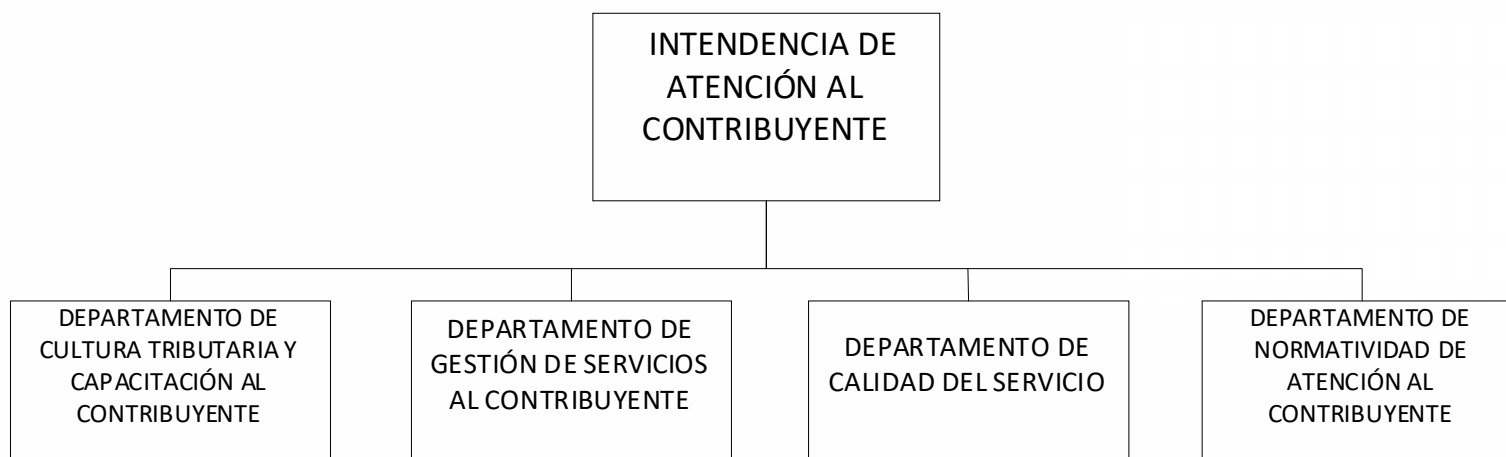 INTENDENCIA DE
ATENCIÓN AL
CONTRIBUYENTE
DEPARTAMENTO DE
CULTURA TRIBUTARIA Y
CAPACITACIÓN AL
CONTRIBUYENTE
DEPARTAMENTO DE
GESTIÓN DE SERVICIOS
AL CONTRIBUYENTE
DEPARTAMENTO DE
CALIDAD DEL SERVICIO
DEPARTAMENTO DE
NORMATIVIDAD DE
ATENCIÓN AL
CONTRIBUYENTE